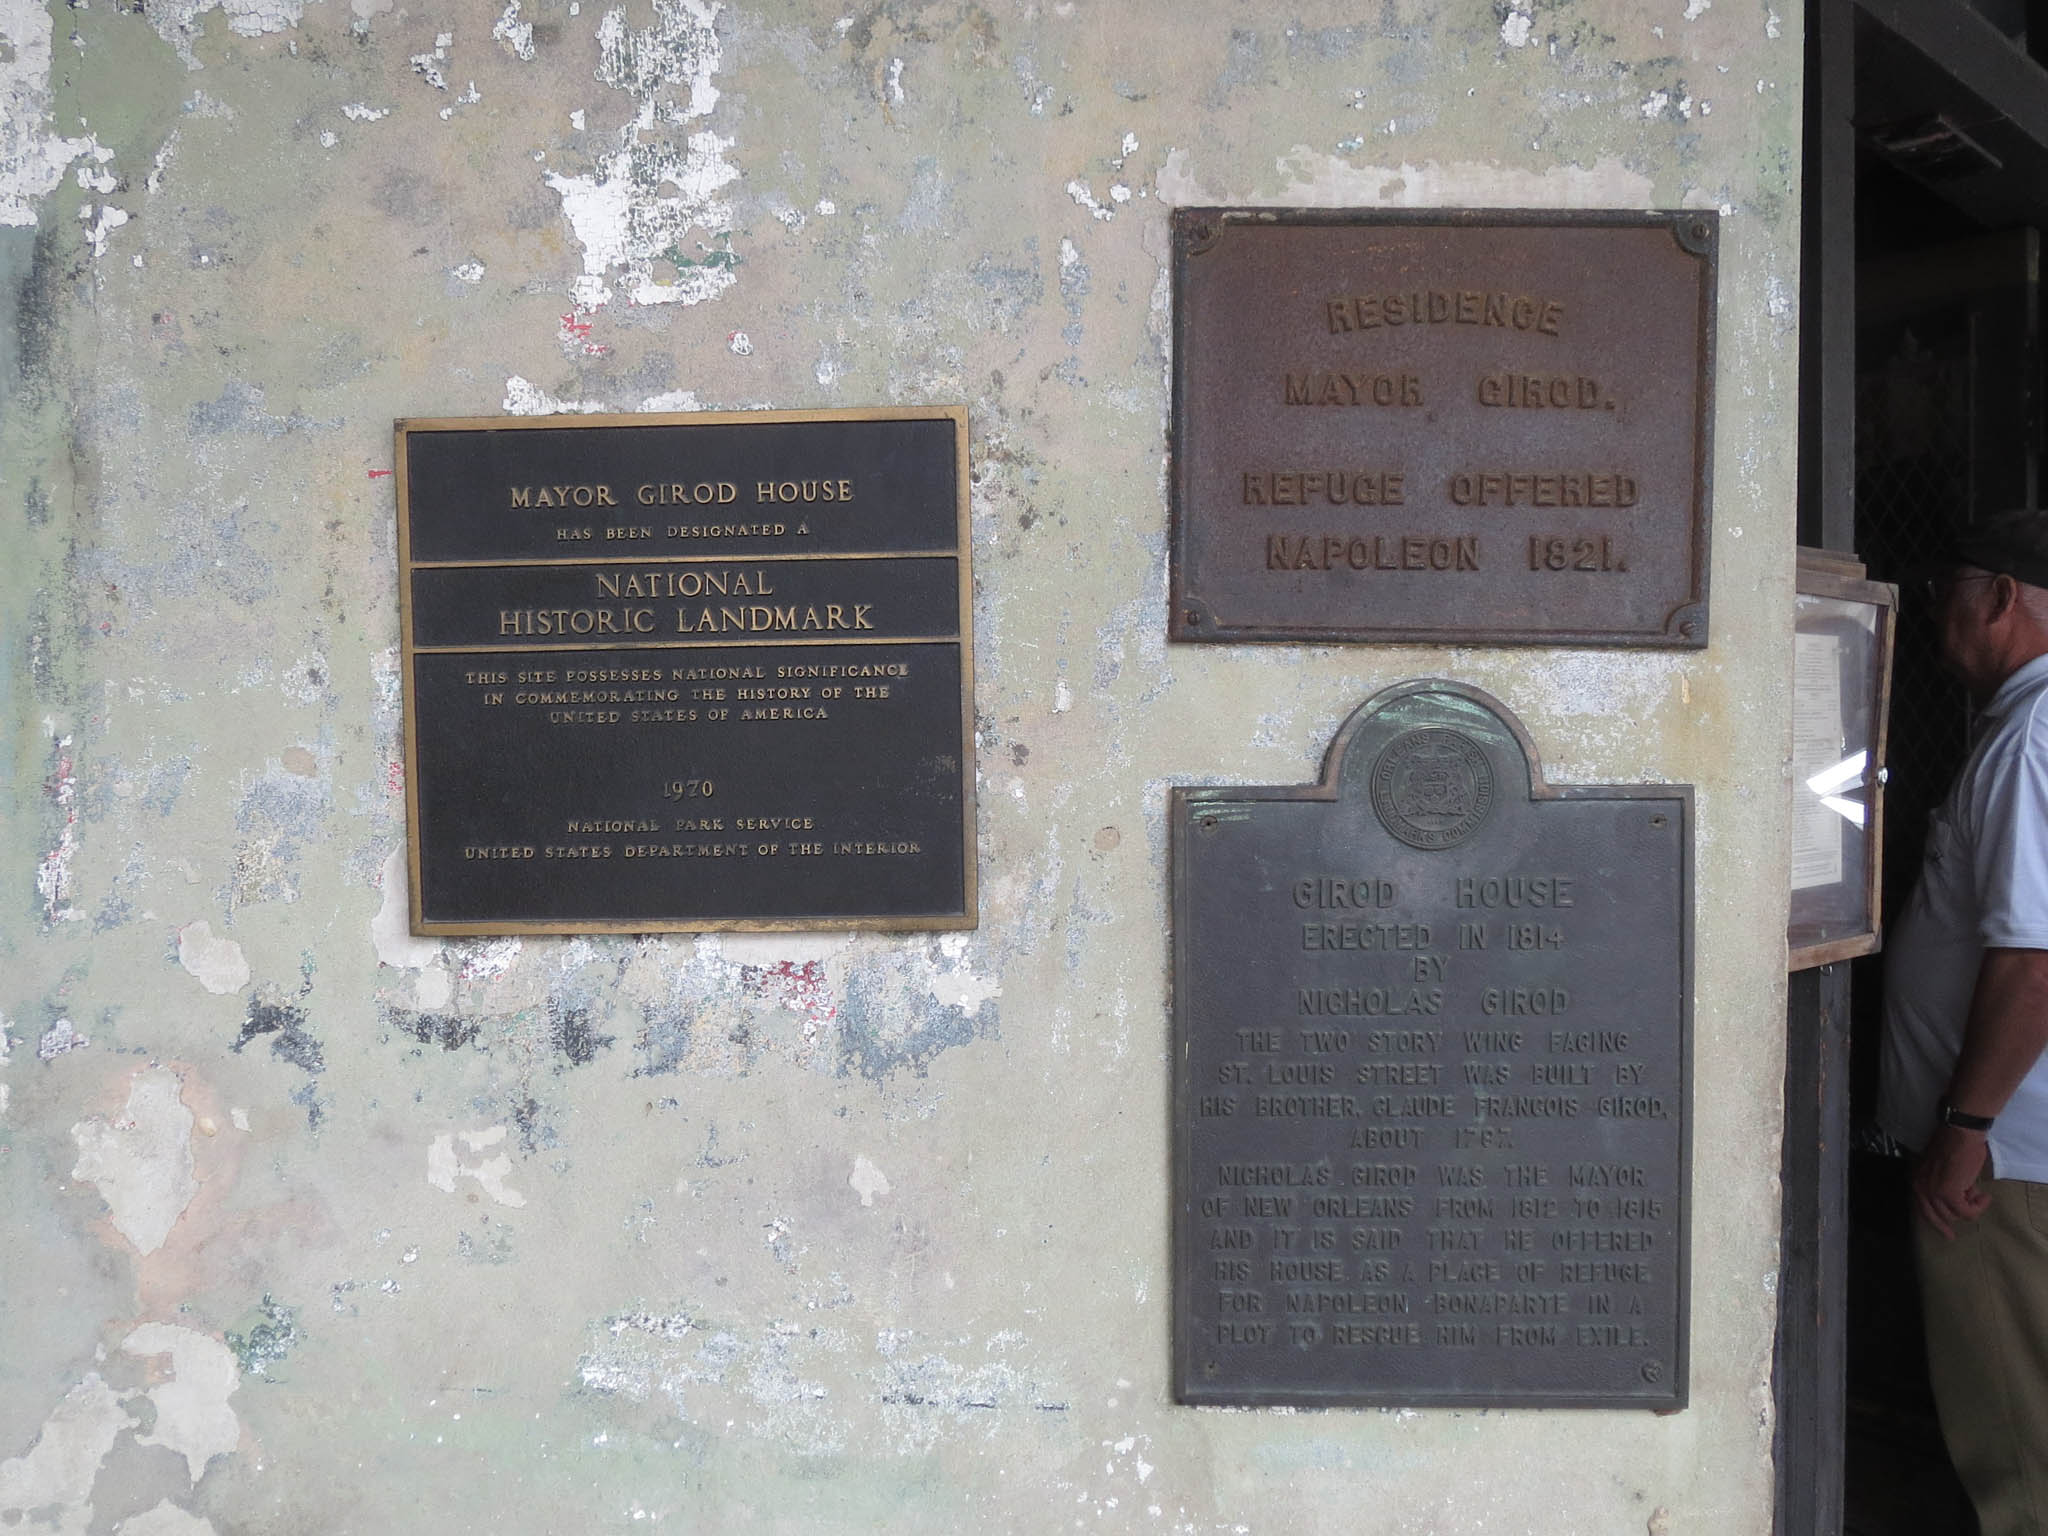 MAYOR GIROD HOUSE
HAS BEEN DESIGNATED A
NATIONAL
HISTORIC LANDMARK
THIS SITE POSSESSES NATIONAL SIGNIFICANCE
IN COMMEMORATING THE HISTORY OF THE
UNITED STATES OF AMERICA
1970
NATIONAL PARK SERVICE
UNITED STATES DEPARTMENT OF THE INTERIOR
RESIDENCE
MAYOR GIROD.
REFUGE OFFERED
NAPOLEON 1821.
ORLEANS PARISH LANDMARKS COMMISSION
GIROD HOUSE
ERECTED IN 1814
BY
NICHOLAS GIROD
THE TWO STORY WING FACING
ST. LOUIS STREET WAS BUILT BY
HIS BROTHER, CLAUDE FRANCOIS GIROD,
ABOUT 1797.
NICHOLAS GIROD WAS THE MAYOR
OF NEW ORLEANS FROM 1812 TO 1815
AND IT IS SAID THAT HE OFFERED
HIS HOUSE AS A PLACE OF REFUGE
FOR NAPOLEON BONAPARTE IN A
PLOT TO RESCUE HIM FROM EXILE.